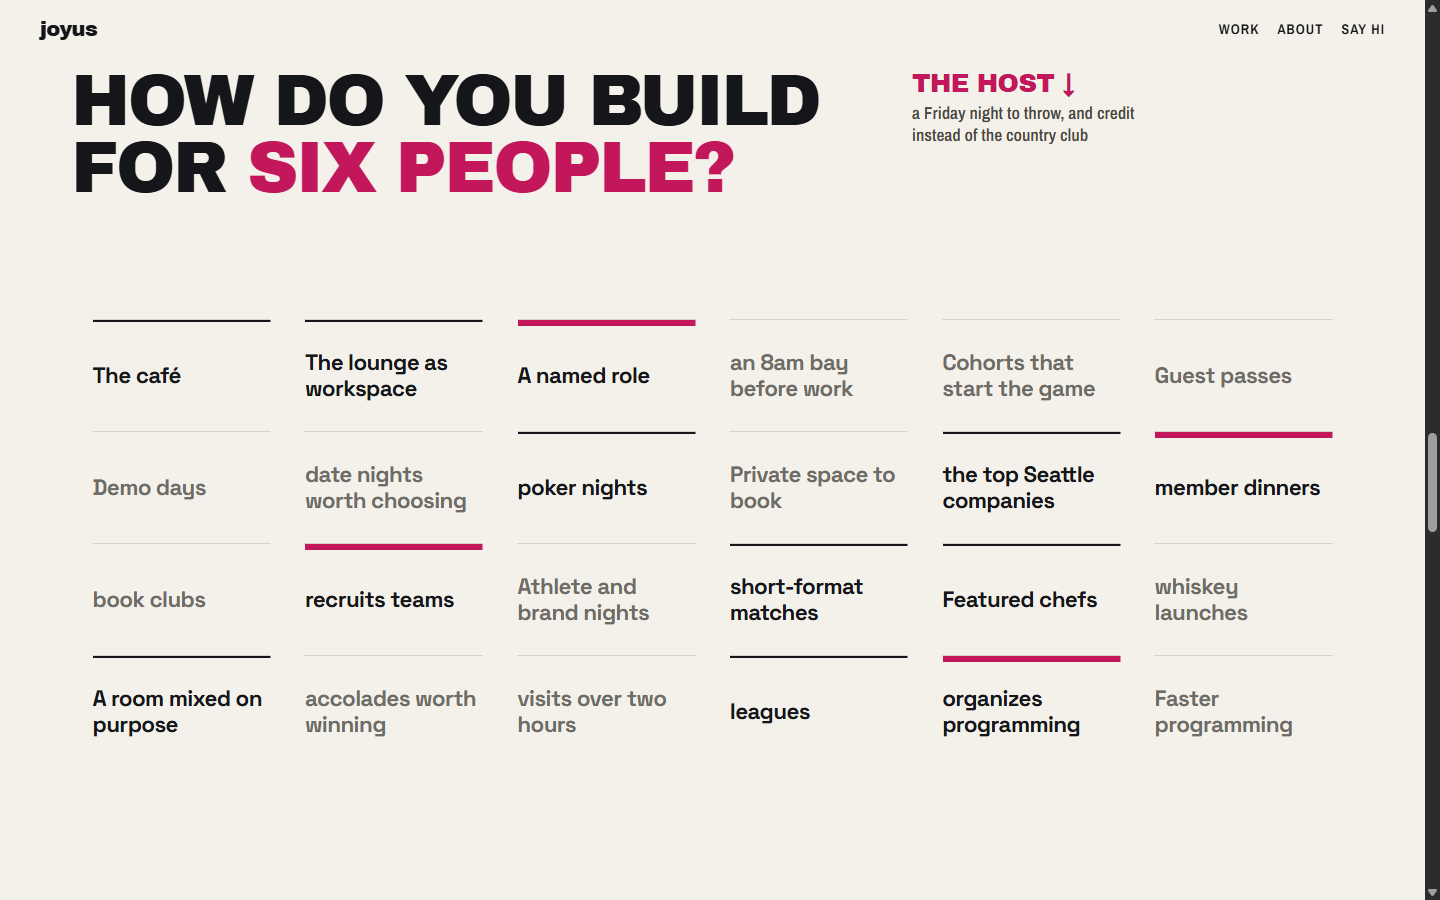 joyus
WORK ABOUT SAY HI
HOW DO YOU BUILD
FOR SIX PEOPLE?
THE HOST ↓
a Friday night to throw, and credit
instead of the country club
The café
The lounge as
workspace
A named role
an 8am bay
before work
Cohorts that
start the game
Guest passes
Demo days
date nights
worth choosing
poker nights
Private space to
book
the top Seattle
companies
member dinners
book clubs
recruits teams
Athlete and
brand nights
short-format
matches
Featured chefs
whiskey
launches
A room mixed on
purpose
accolades worth
winning
visits over two
hours
leagues
organizes
programming
Faster
programming